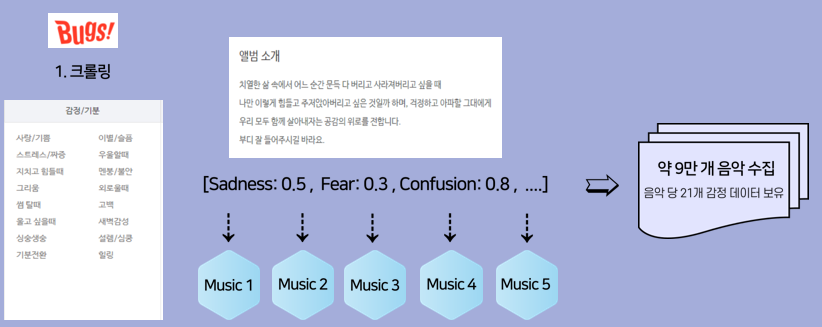 Bugs!
1. 크롤링
감정/기분
사랑/기쁨 이별/슬픔
스트레스/짜증 우울할때
지치고 힘들때 멘붕/불안
그리움 외로울때
썸 탈때 고백
울고 싶을때 새벽감성
싱숭생숭 설렘/심쿵
기분전환 힐링
앨범 소개
치열한 삶 속에서 어느 순간 문득 다 버리고 사라져버리고 싶을 때
나만 이렇게 힘들고 주저앉아버리고 싶은 것일까 하며, 걱정하고 아파할 그대에게
우리 모두 함께 살아내자는 공감의 위로를 전합니다.
부디 잘 들어주시길 바라요.
[Sadness: 0.5 , Fear: 0.3 , Confusion: 0.8 , ....]
Music 1
Music 2
Music 3
Music 4
Music 5
약 9만 개 음악 수집
음악 당 21개 감정 데이터 보유